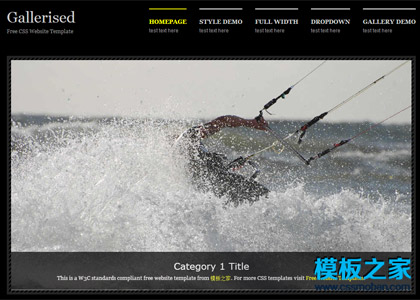 Gallerised
Free CSS Website Template
HOMEPAGE STYLE DEMO FULL WIDTH DROPDOWN GALLERY DEMO
test text here test text here test text here test text here test text here
Category 1 Title
This is a W3C standards compliant free website template from 模板之家. For more CSS templates visit Free
模板之家
www.cssmoban.com